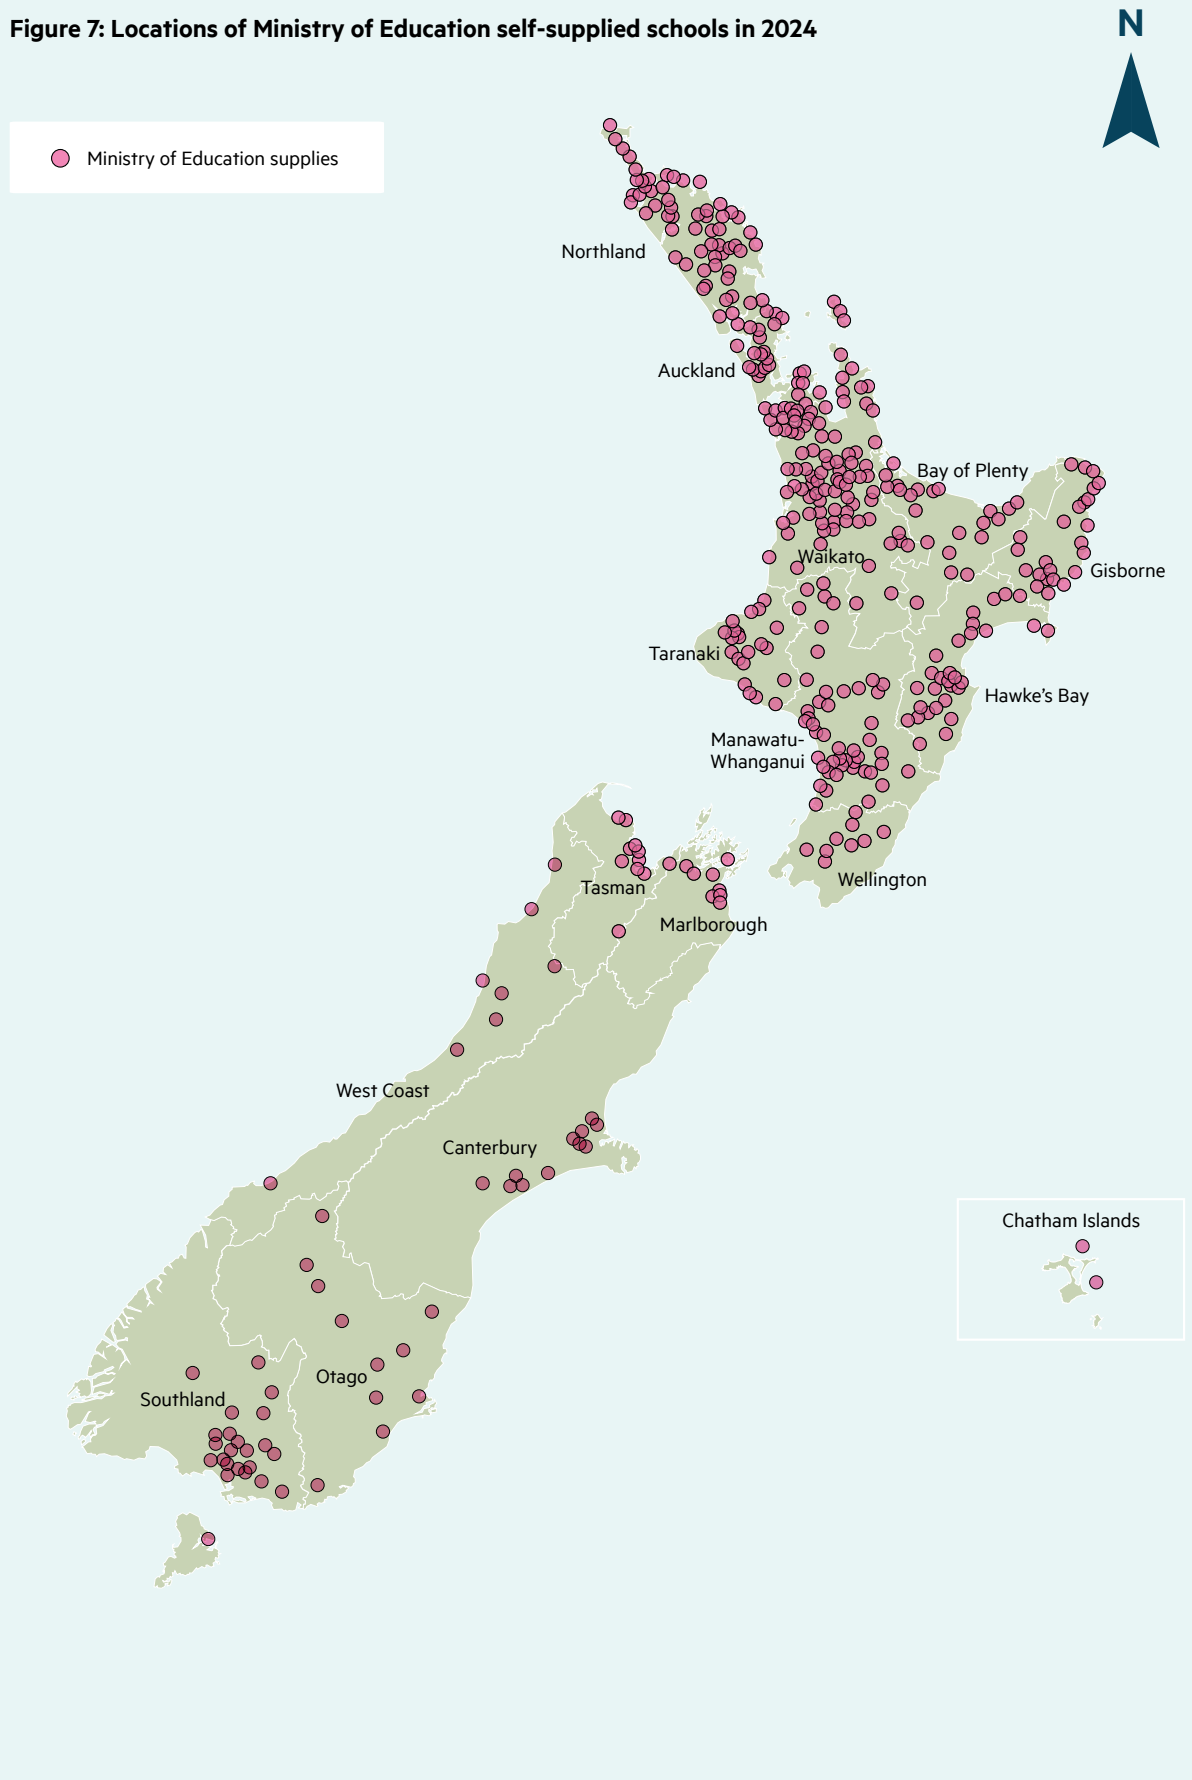 Figure 7: Locations of Ministry of Education self-supplied schools in 2024
N
Ministry of Education supplies
Northland
Auckland
Bay of Plenty
Waikato
Gisborne
Taranaki
Hawke's Bay
Manawatu-
Whanganui
Wellington
Tasman
Marlborough
West Coast
Canterbury
Chatham Islands
Otago
Southland